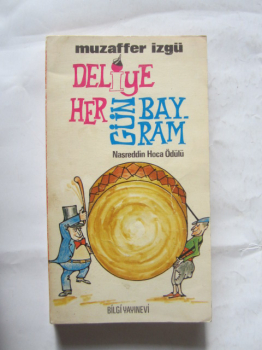 muzaffer izgü
DELİye
HER GÜN BAY-
RAM
Nasreddin Hoca Ödülü
BİLGİ YAYINEVİ